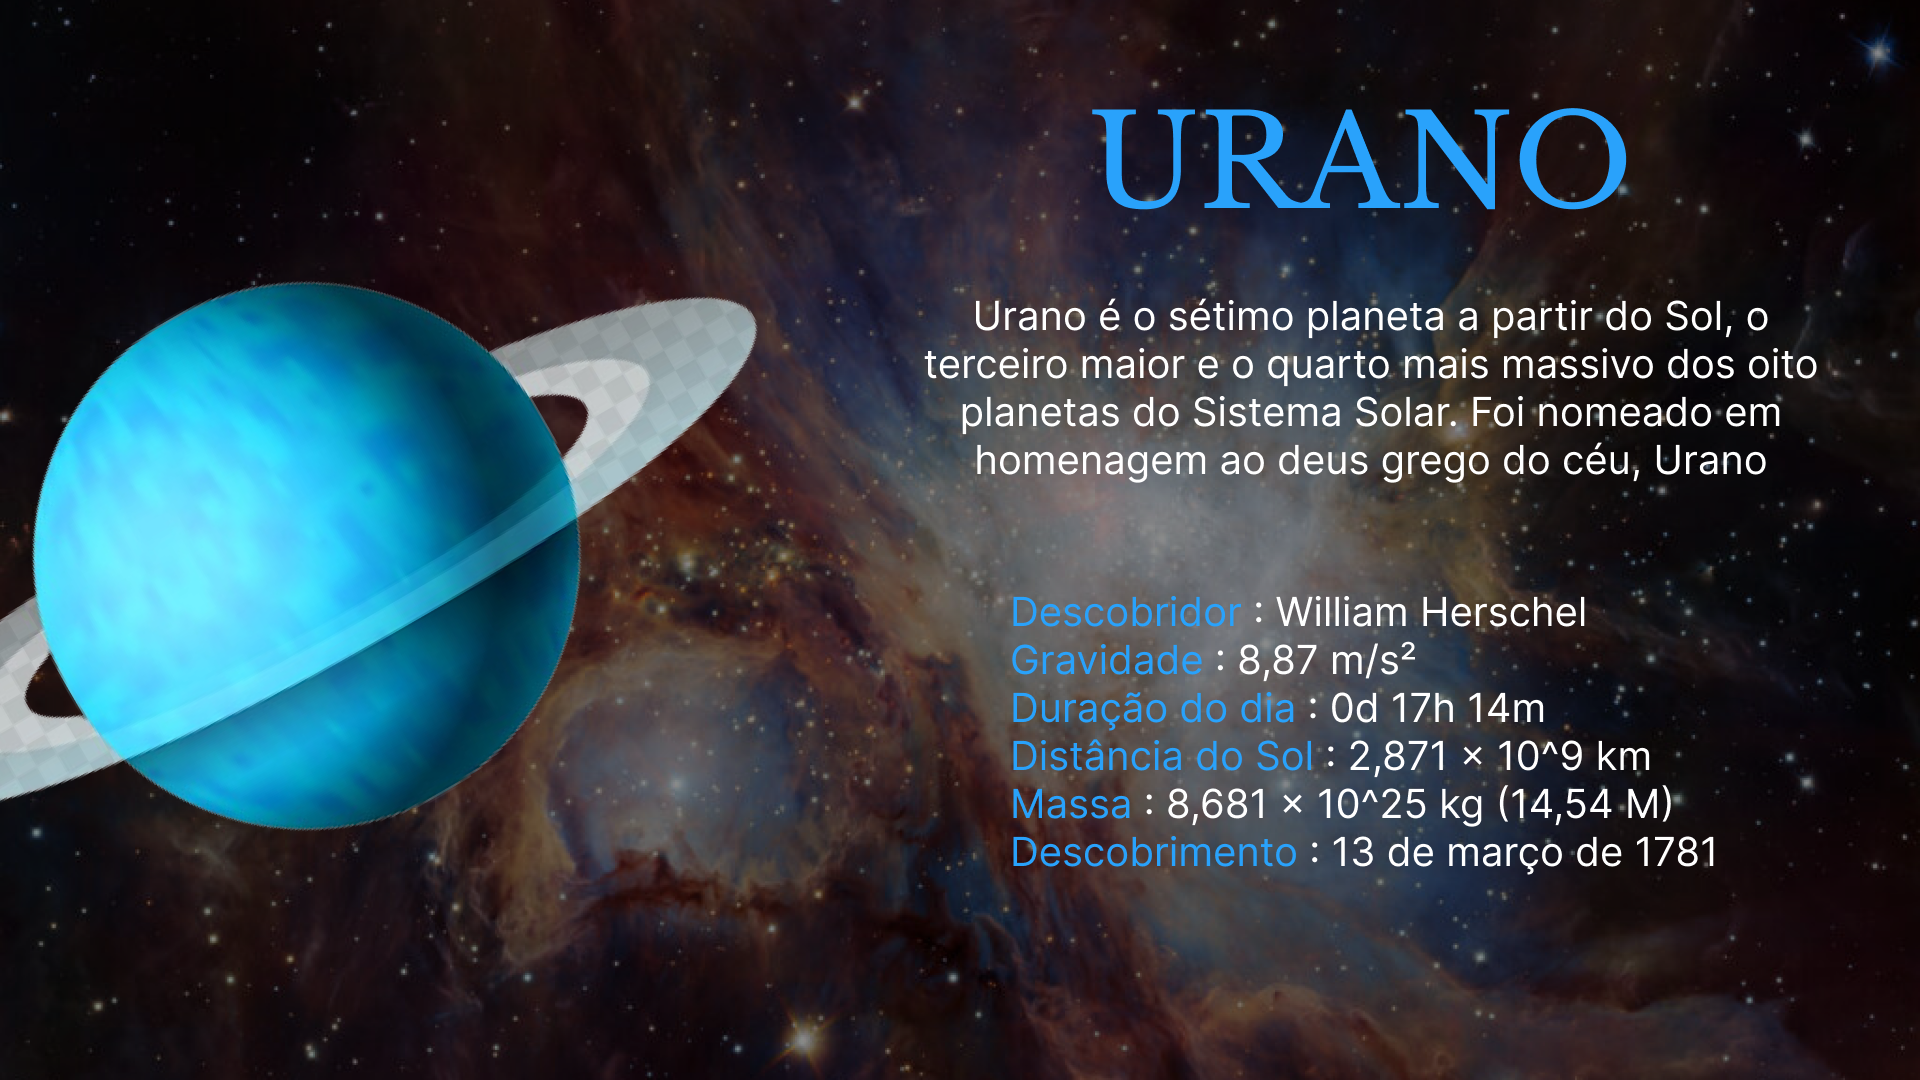 URANO
Urano é o sétimo planeta a partir do Sol, o
terceiro maior e o quarto mais massivo dos oito
planetas do Sistema Solar. Foi nomeado em
homenagem ao deus grego do céu, Urano
Descobridor : William Herschel
Gravidade : 8,87 m/s²
Duração do dia : 0d 17h 14m
Distância do Sol : 2,871 × 10^9 km
Massa : 8,681 × 10^25 kg (14,54 M)
Descobrimento : 13 de março de 1781